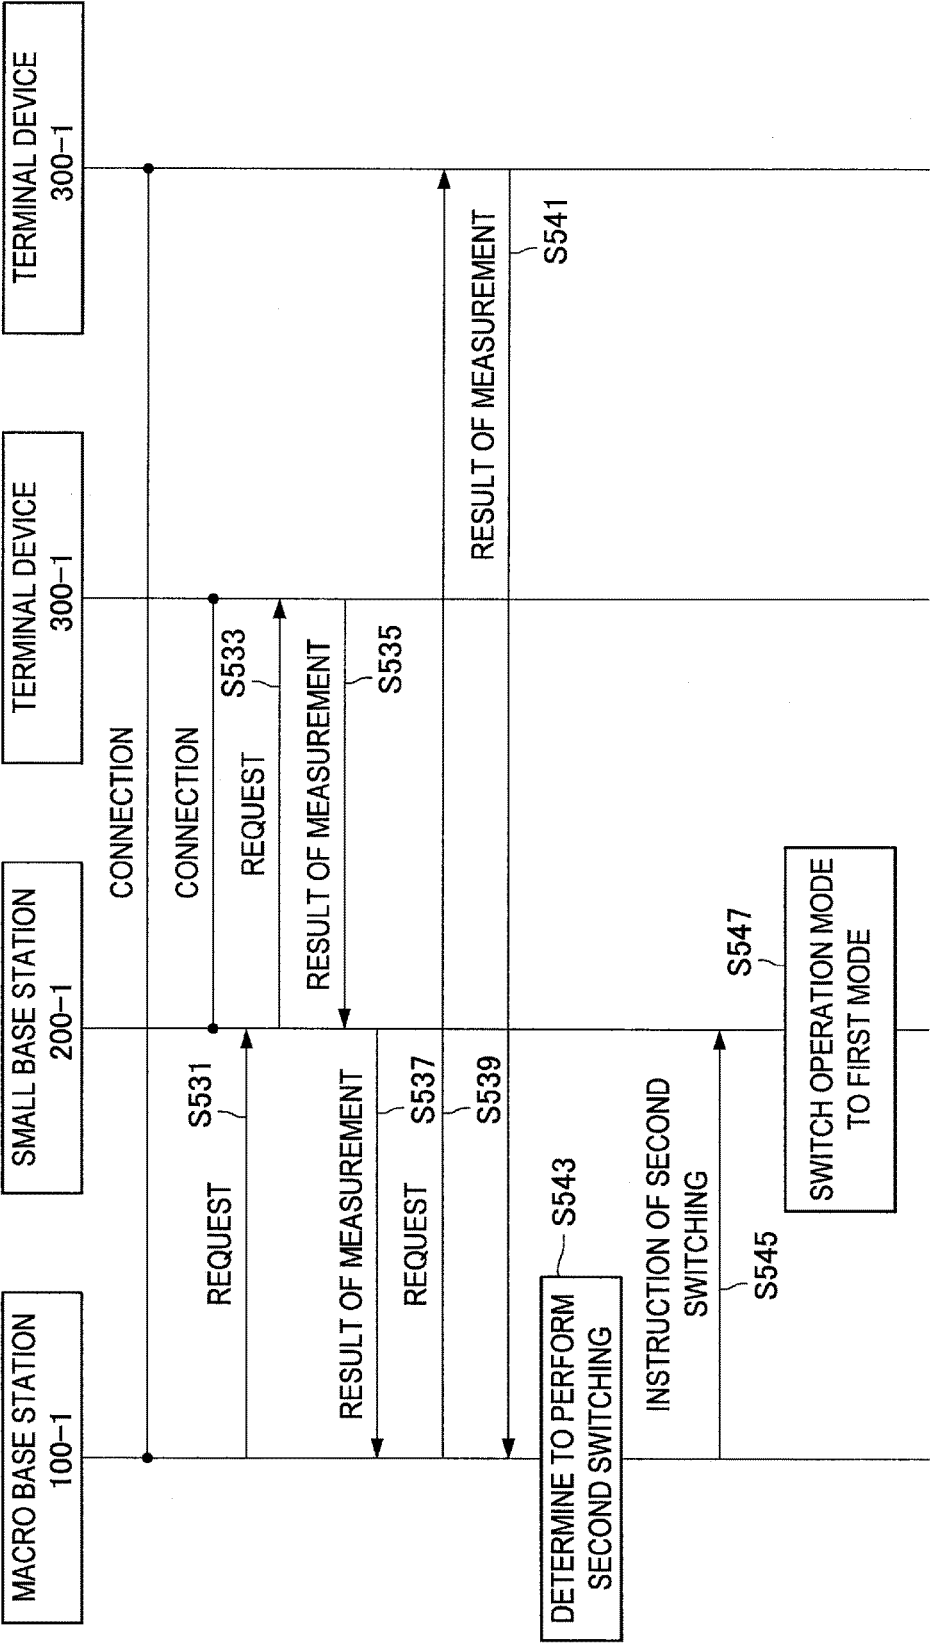 MACRO BASE STATION
100-1
SMALL BASE STATION
200-1
TERMINAL DEVICE
300-1
TERMINAL DEVICE
300-1
CONNECTION
CONNECTION
REQUEST
S531
REQUEST
S533
RESULT OF MEASUREMENT
S535
RESULT OF MEASUREMENT
S537
REQUEST
S539
RESULT OF MEASUREMENT
S541
DETERMINE TO PERFORM
SECOND SWITCHING
S543
INSTRUCTION OF SECOND
SWITCHING
S545
SWITCH OPERATION MODE
TO FIRST MODE
S547